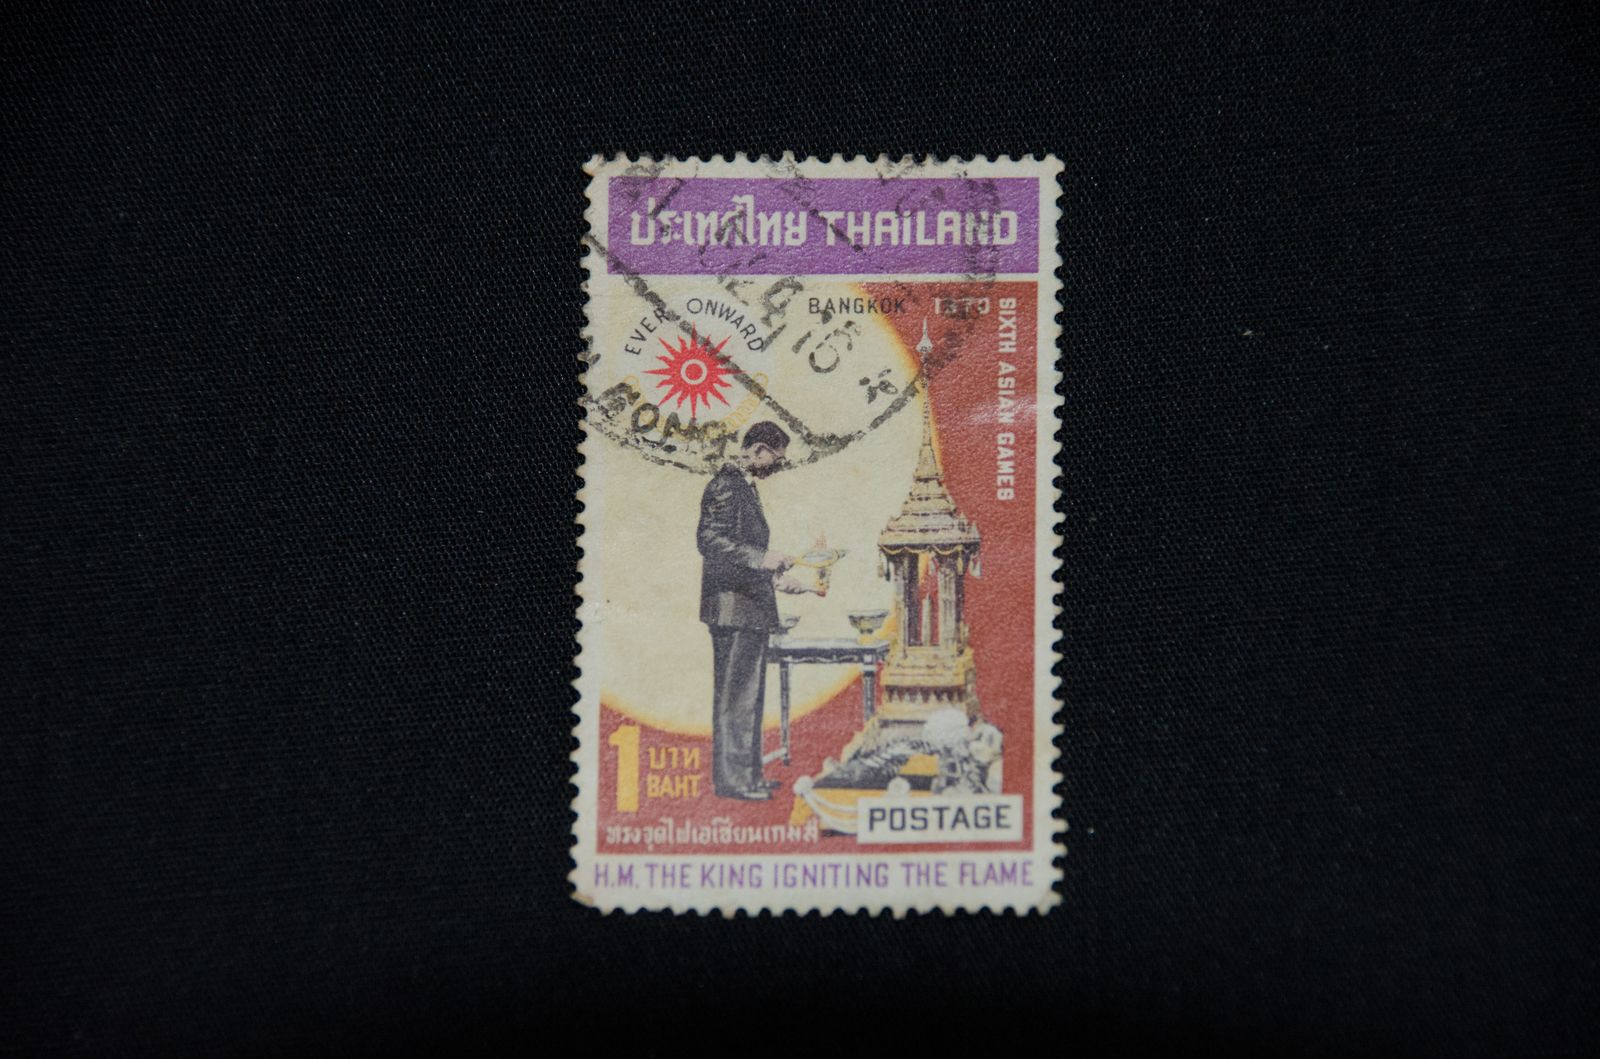 ประเทศไทย THAILAND
BANGKOK 1970
EVER ONWARD
SIXTH ASIAN GAMES
1 บาท
BAHT
ทรงจุดไฟเอเชียนเกมส์
POSTAGE
H.M. THE KING IGNITING THE FLAME